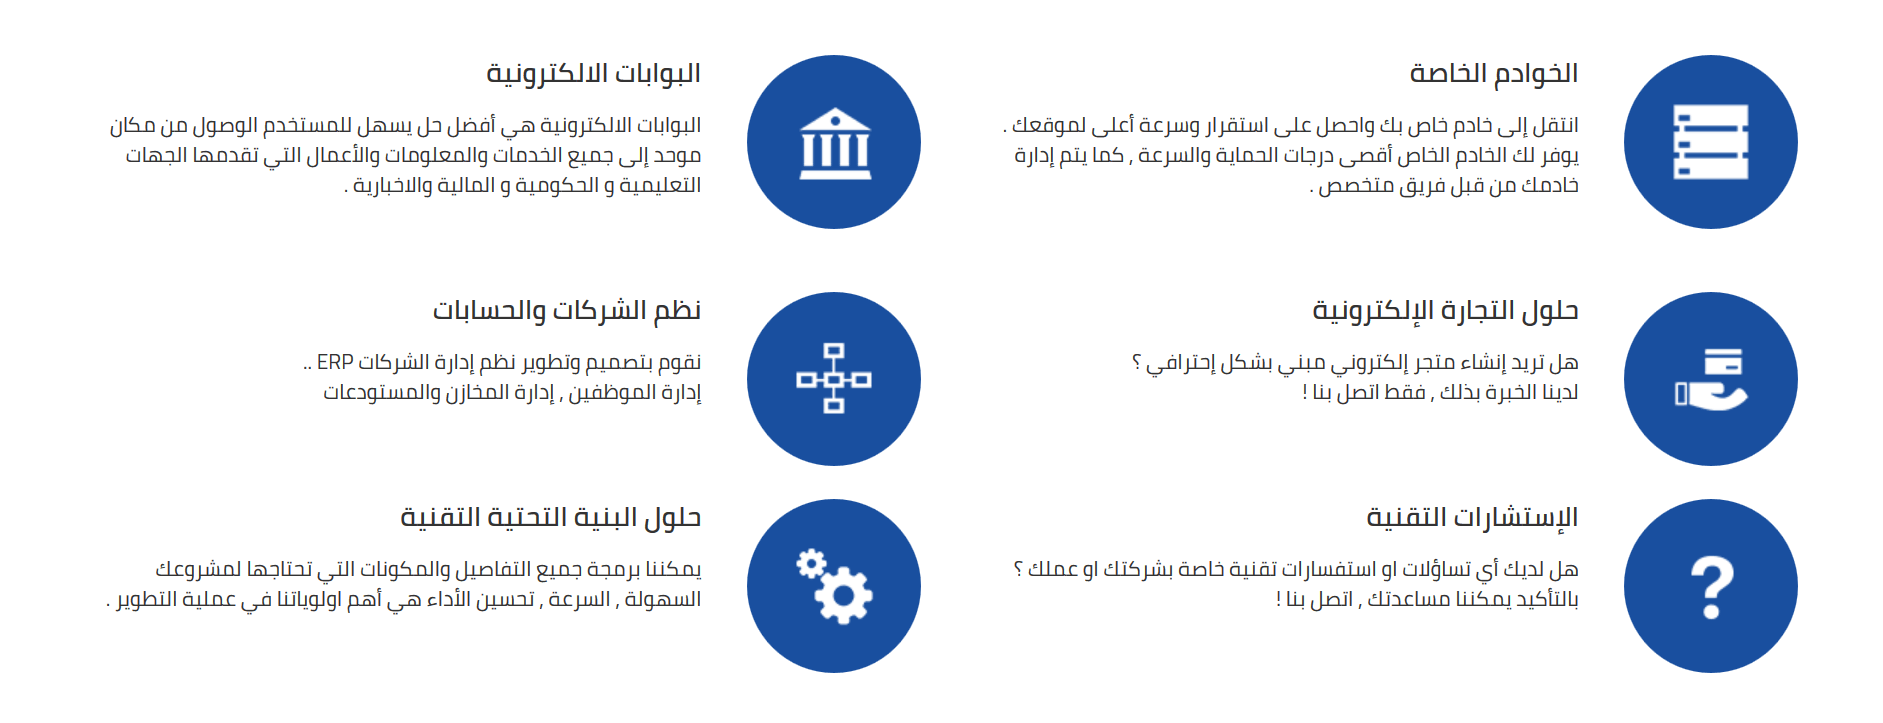 الخوادم الخاصة
انتقل إلى خادم خاص بك واحصل على استقرار وسرعة أعلى لموقعك .
يوفر لك الخادم الخاص أقصى درجات الحماية والسرعة , كما يتم إدارة
خادمك من قبل فريق متخصص .
البوابات الالكترونية
البوابات الالكترونية هي أفضل حل يسهل للمستخدم الوصول من مكان
موحد إلى جميع الخدمات والمعلومات والأعمال التي تقدمها الجهات
التعليمية و الحكومية و المالية والاخبارية .
حلول التجارة الإلكترونية
هل تريد إنشاء متجر إلكتروني مبني بشكل إحترافي ؟
لدينا الخبرة بذلك , فقط اتصل بنا !
نظم الشركات والحسابات
نقوم بتصميم وتطوير نظم إدارة الشركات ERP ..
إدارة الموظفين , إدارة المخازن والمستودعات
الإستشارات التقنية
هل لديك أي تساؤلات او استفسارات تقنية خاصة بشركتك او عملك ؟
بالتأكيد يمكننا مساعدتك , اتصل بنا !
حلول البنية التحتية التقنية
يمكننا برمجة جميع التفاصيل والمكونات التي تحتاجها لمشروعك
السهولة , السرعة , تحسين الأداء هي أهم اولوياتنا في عملية التطوير .